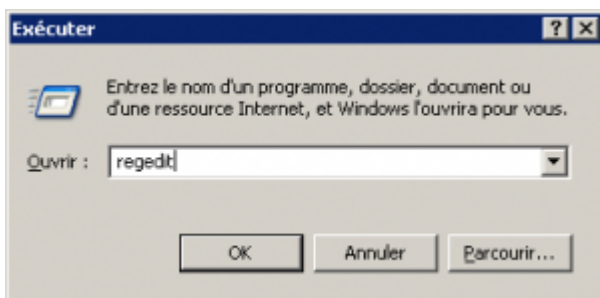 Exécuter
Entrez le nom d'un programme, dossier, document ou
d'une ressource Internet, et Windows l'ouvrira pour vous.
Ouvrir : regedit
OK Annuler Parcourir...